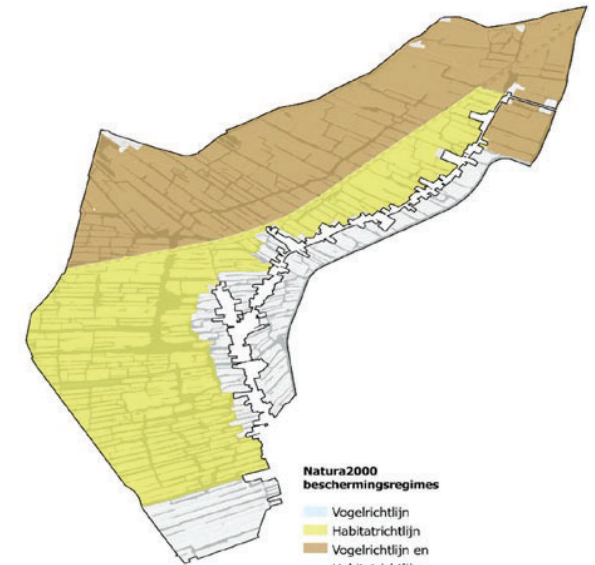 Natura2000
beschermingsregimes
Vogelrichtlijn
Habitatrichtlijn
Vogelrichtlijn en